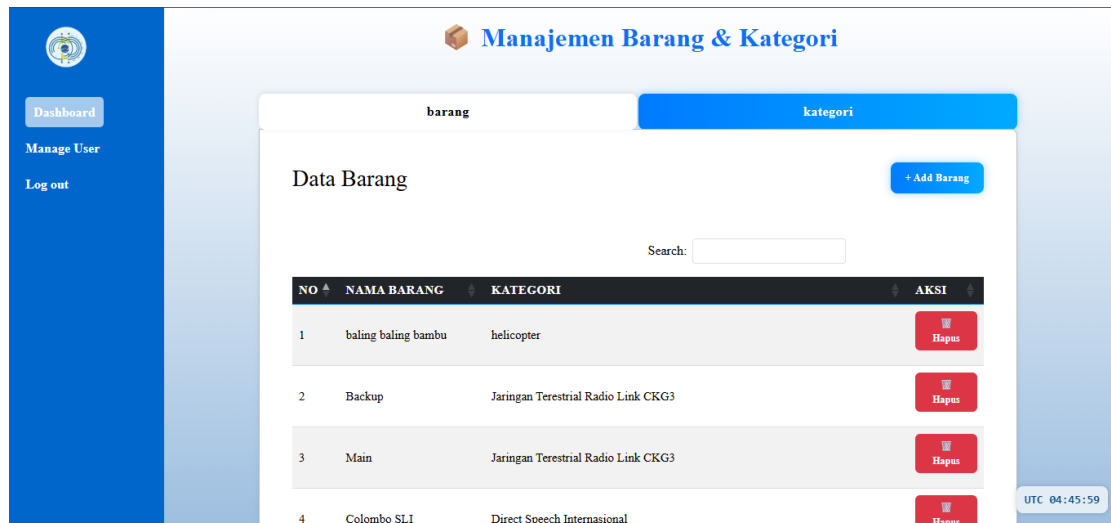 Manajemen Barang & Kategori
Dashboard
Manage User
Log out
barang kategori
Data Barang + Add Barang
Search:
NO NAMA BARANG KATEGORI AKSI
1 baling baling bambu helicopter Hapus
2 Backup Jaringan Terestrial Radio Link CKG3 Hapus
3 Main Jaringan Terestrial Radio Link CKG3 Hapus
4 Colombo SLI Direct Speech Internasional Hapus
UTC 04:45:59